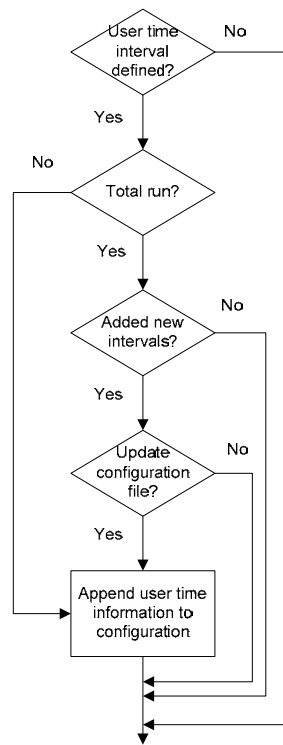 User time
interval
defined?
No
Yes
No
Total run?
Yes
Added new
intervals?
No
Yes
Update
configuration
file?
No
Yes
Append user time
information to
configuration